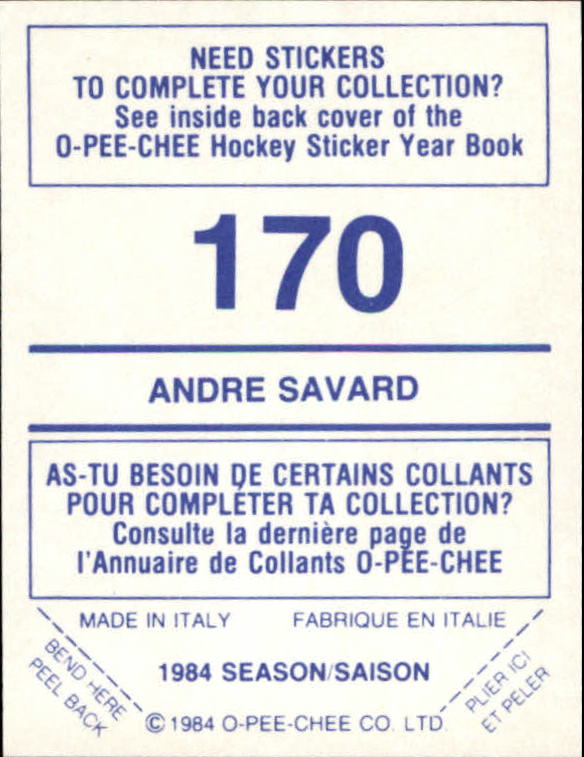 NEED STICKERS
TO COMPLETE YOUR COLLECTION?
See inside back cover of the
O-PEE-CHEE Hockey Sticker Year Book
170
ANDRE SAVARD
AS-TU BESOIN DE CERTAINS COLLANTS
POUR COMPLÉTER TA COLLECTION?
Consulte la dernière page de
l'Annuaire de Collants O-PEE-CHEE
MADE IN ITALY FABRIQUE EN ITALIE
BEND HERE
PEEL BACK
1984 SEASON/SAISON
PLIER ICI
ET PELER
© 1984 O-PEE-CHEE CO. LTD.